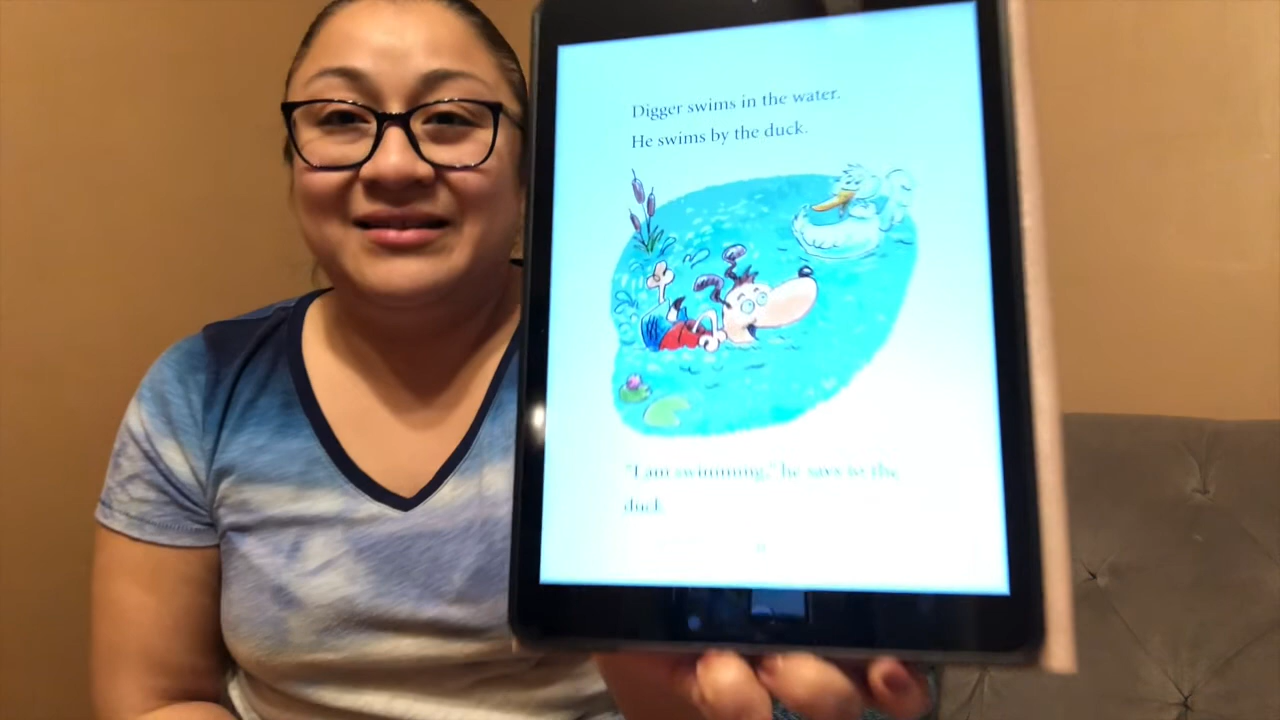 Digger swims in the water.
He swims by the duck.
"I am swimming," he says to the
duck